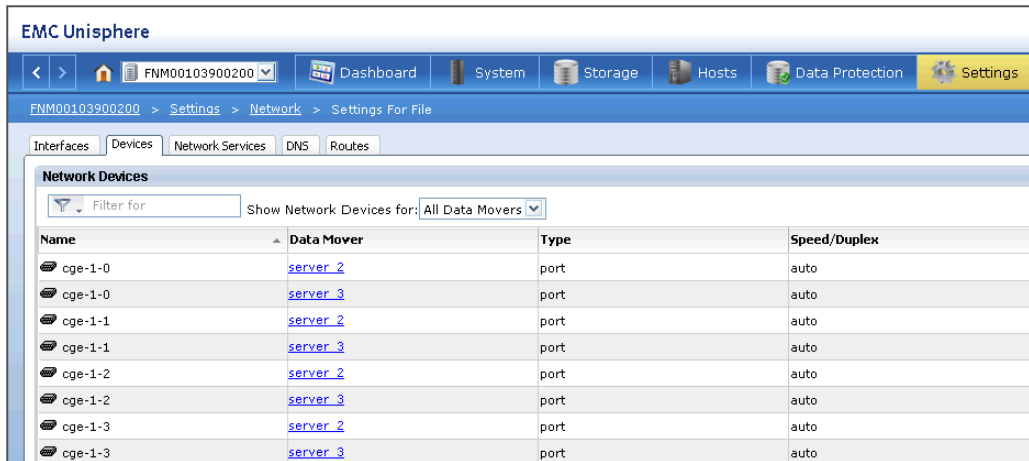 EMC Unisphere
FNM00103900200 Dashboard System Storage Hosts Data Protection Settings
FNM00103900200 > Settings > Network > Settings For File
Interfaces Devices Network Services DNS Routes
Network Devices
Filter for Show Network Devices for: All Data Movers
Name Data Mover Type Speed/Duplex
cge-1-0 server_2 port auto
cge-1-0 server_3 port auto
cge-1-1 server_2 port auto
cge-1-1 server_3 port auto
cge-1-2 server_2 port auto
cge-1-2 server_3 port auto
cge-1-3 server_2 port auto
cge-1-3 server_3 port auto